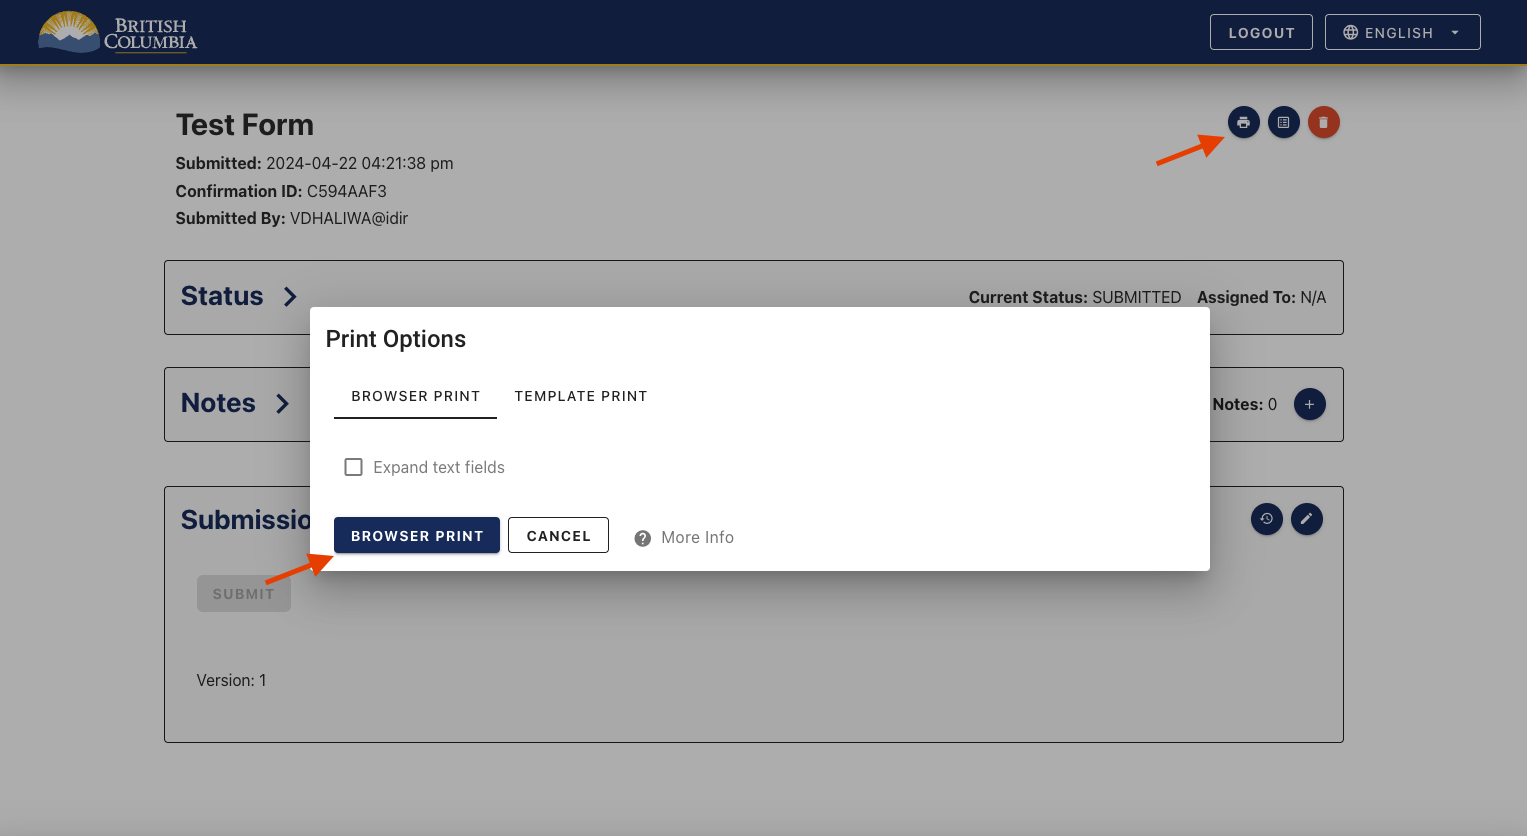 BRITISH
COLUMBIA
LOGOUT
ENGLISH
Test Form
Submitted: 2024-04-22 04:21:38 pm
Confirmation ID: C594AAF3
Submitted By: VDHALIWA@idir
Status
Current Status: SUBMITTED Assigned To: N/A
Print Options
BROWSER PRINT TEMPLATE PRINT
Notes
Notes: 0
Expand text fields
Submissio
BROWSER PRINT CANCEL More Info
SUBMIT
Version: 1